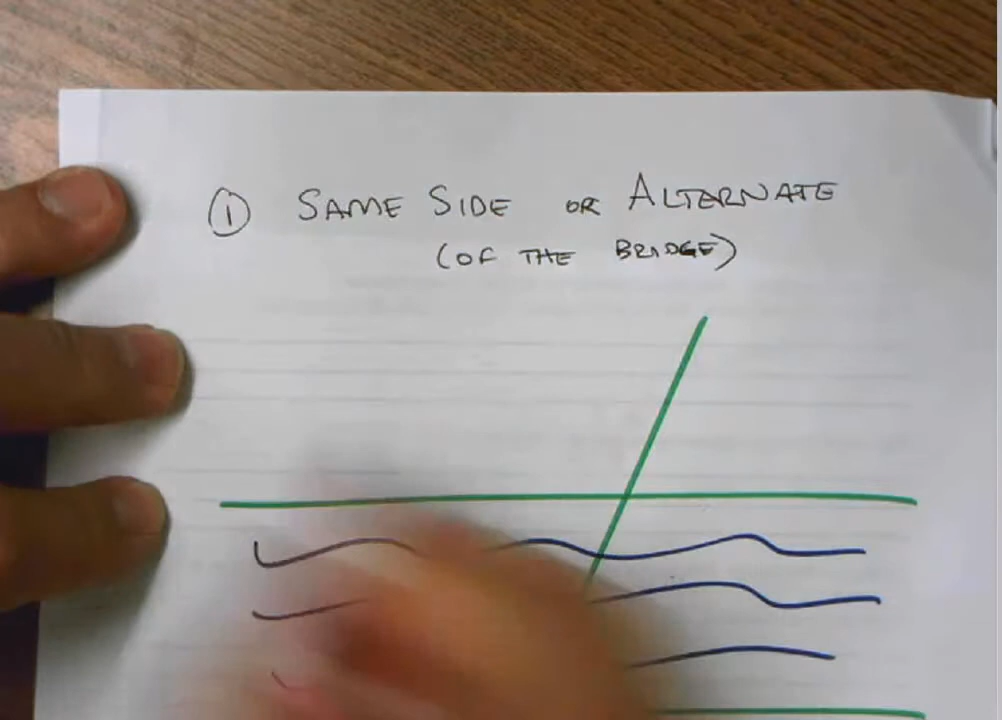 ① SAME SIDE OR ALTERNATE
(OF THE BRIDGE)